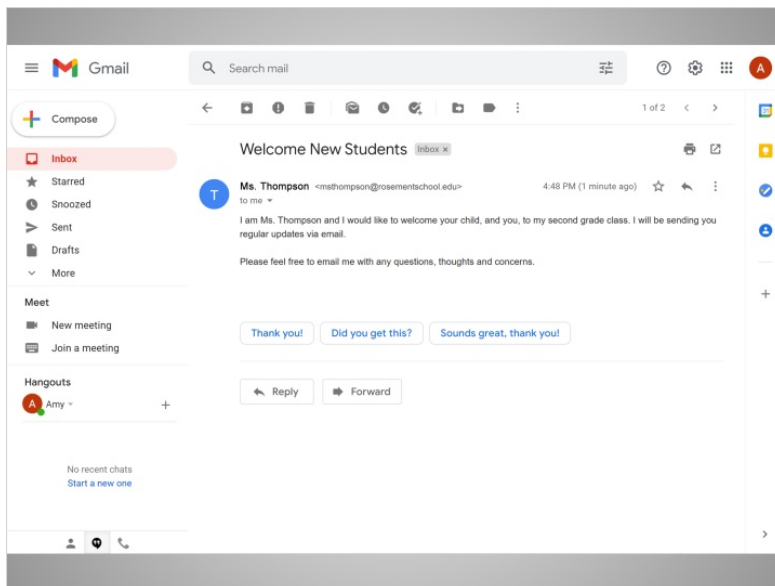 Gmail
Search mail
A
Compose
1 of 2
Inbox
Starred
Snoozed
Sent
Drafts
More
Welcome New Students Inbox ×
T
Ms. Thompson <msthompson@rosementschool.edu> 4:48 PM (1 minute ago)
to me
I am Ms. Thompson and I would like to welcome your child, and you, to my second grade class. I will be sending you
regular updates via email.
Please feel free to email me with any questions, thoughts and concerns.
Meet
New meeting
Join a meeting
Thank you! Did you get this? Sounds great, thank you!
Hangouts
A Amy
Reply Forward
No recent chats
Start a new one